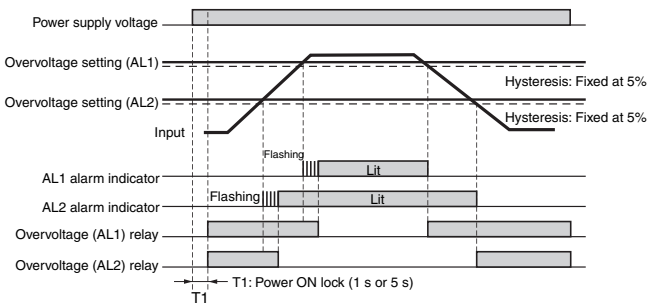 Power supply voltage
Overvoltage setting (AL1)
Hysteresis: Fixed at 5%
Overvoltage setting (AL2)
Hysteresis: Fixed at 5%
Input
Flashing
AL1 alarm indicator
Lit
Flashing
AL2 alarm indicator
Lit
Overvoltage (AL1) relay
Overvoltage (AL2) relay
T1: Power ON lock (1 s or 5 s)
T1